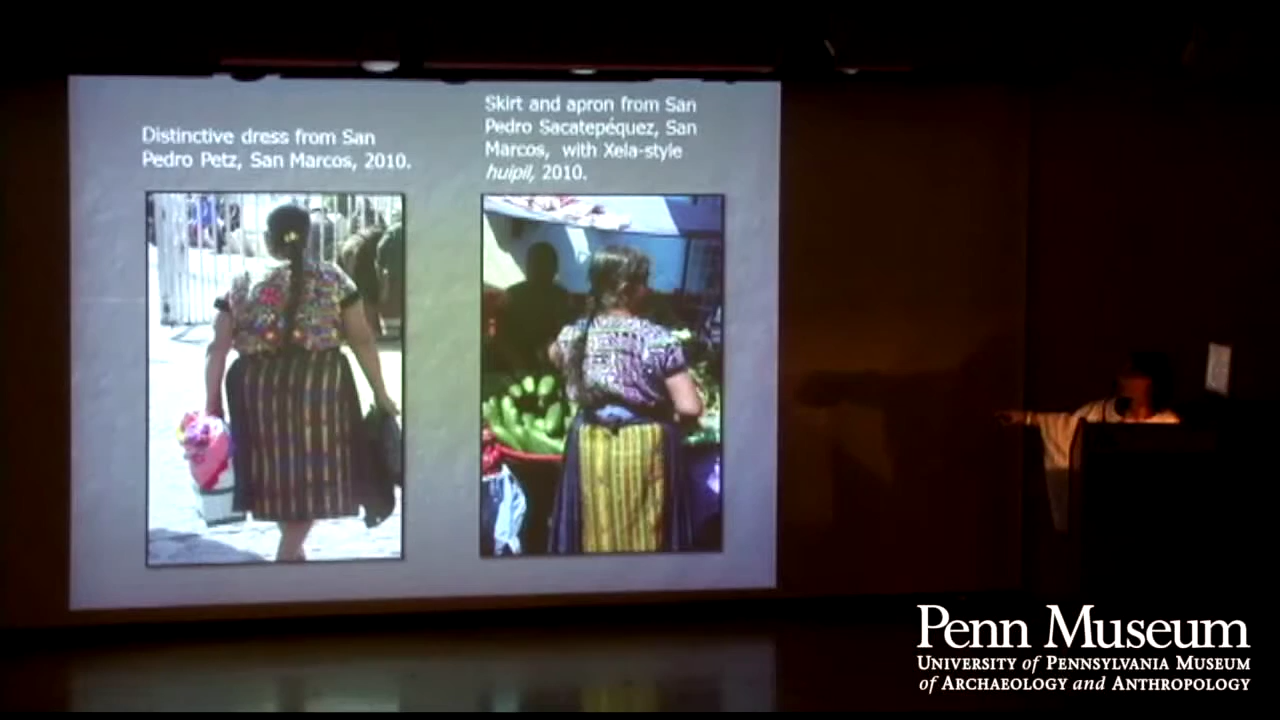 Distinctive dress from San
Pedro Petz, San Marcos, 2010.
Skirt and apron from San
Pedro Sacatepéquez, San
Marcos, with Xela-style
huipil, 2010.
Penn Museum
UNIVERSITY of PENNSYLVANIA MUSEUM
of ARCHAEOLOGY and ANTHROPOLOGY